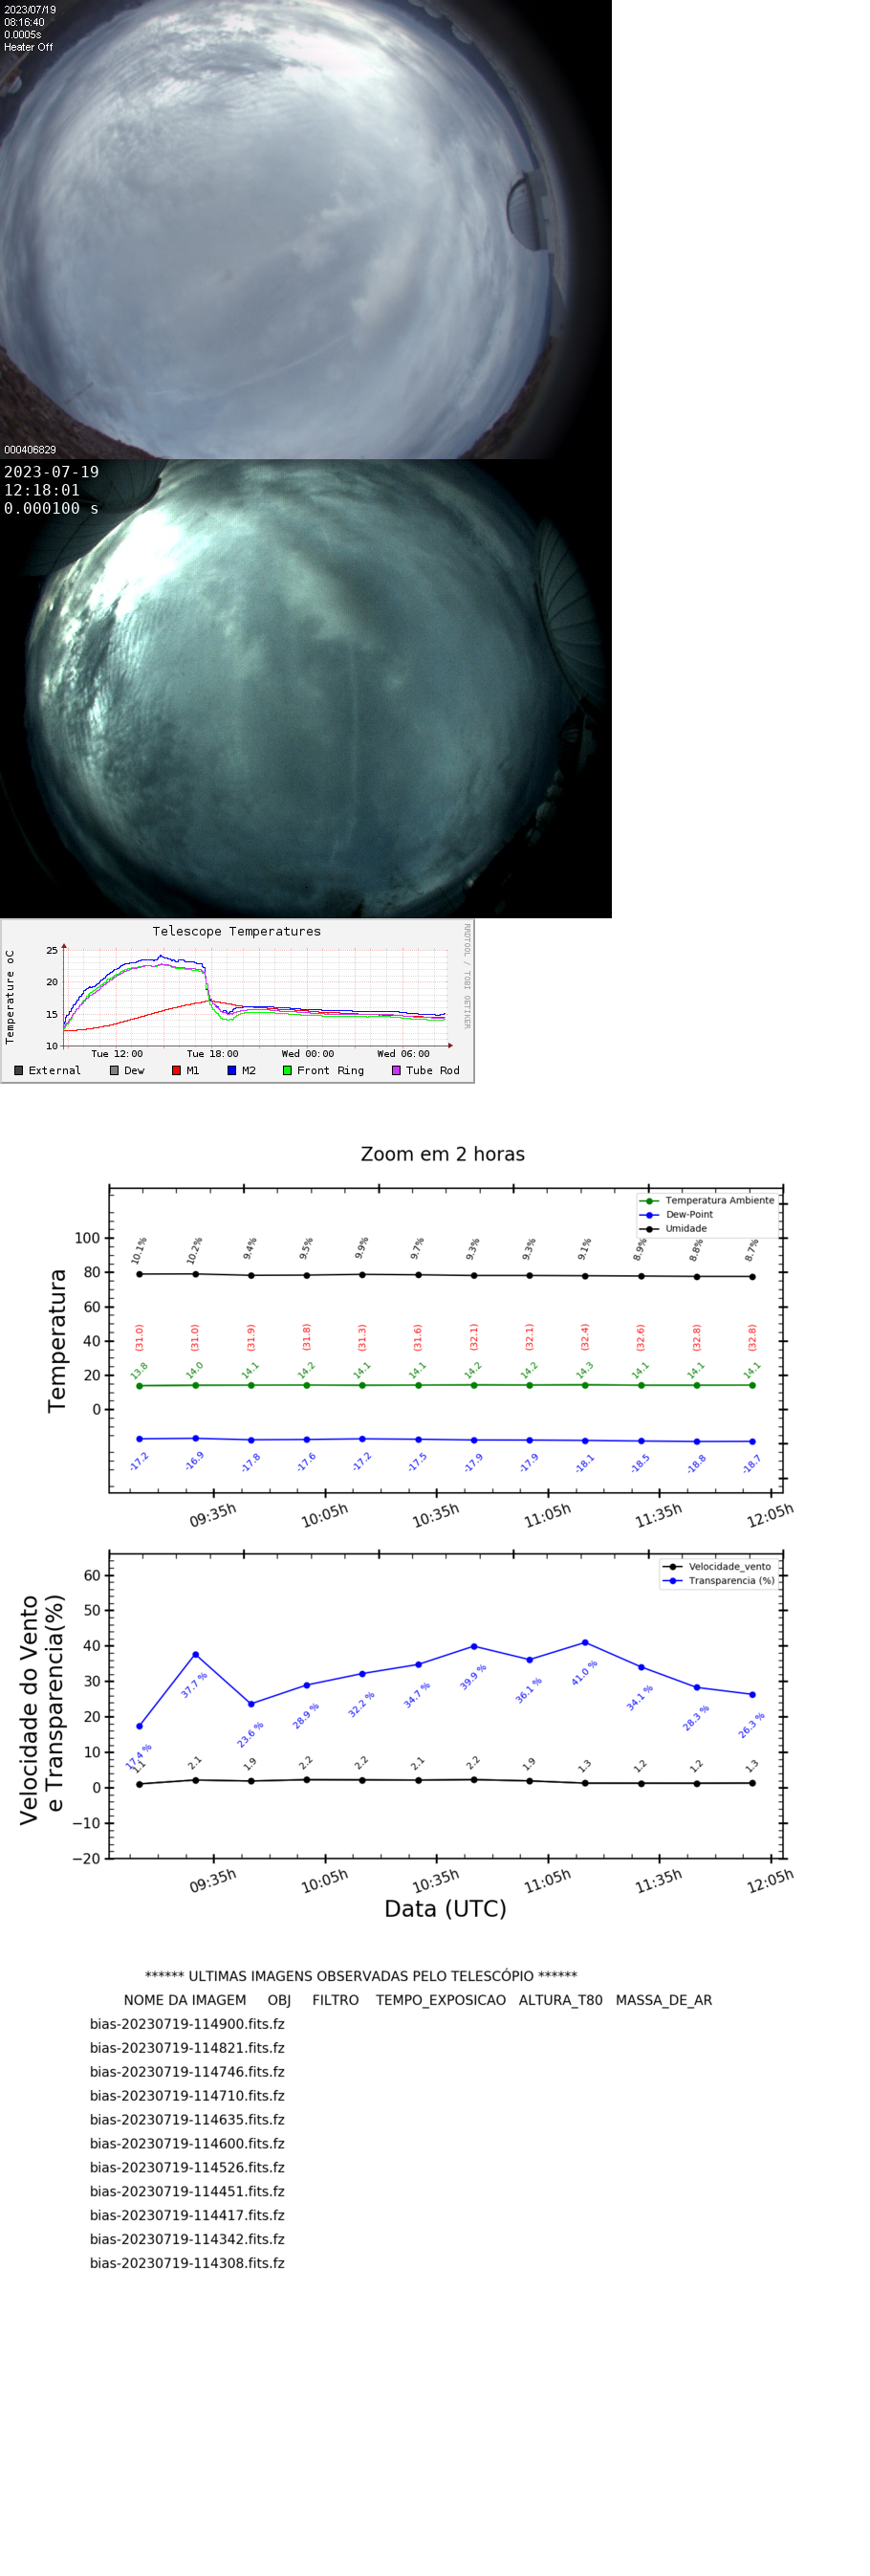 2023/07/19
08:16:40
0.0005s
Heater Off
000406829
2023-07-19
12:18:01
0.000100 s
Telescope Temperatures
RRDTOOL / TOBI OETIKER
Temperature oC
25
20
15
10
Tue 12:00 Tue 18:00 Wed 00:00 Wed 06:00
External Dew M1 M2 Front Ring Tube Rod
Zoom em 2 horas
Temperatura Ambiente
Dew-Point
Umidade
Temperatura
100
80
60
40
20
0
10.1% 10.2% 9.4% 9.5% 9.9% 9.7% 9.3% 9.3% 9.1% 8.9% 8.8% 8.7%
(31.0) (31.0) (31.9) (31.8) (31.3) (31.6) (32.1) (32.1) (32.4) (32.6) (32.8) (32.8)
13.8 14.0 14.1 14.2 14.1 14.1 14.2 14.2 14.3 14.1 14.1 14.1
-17.2 -16.9 -17.8 -17.6 -17.2 -17.5 -17.9 -17.9 -18.1 -18.5 -18.8 -18.7
09:35h 10:05h 10:35h 11:05h 11:35h 12:05h
Velocidade_vento
Transparencia (%)
Velocidade do Vento
e Transparencia(%)
60
50
40
30
20
10
0
−10
−20
17.4 % 37.7 % 23.6 % 28.9 % 32.2 % 34.7 % 39.9 % 36.1 % 41.0 % 34.1 % 28.3 % 26.3 %
1.1 2.1 1.9 2.2 2.2 2.1 2.2 1.9 1.3 1.2 1.2 1.3
09:35h 10:05h 10:35h 11:05h 11:35h 12:05h
Data (UTC)
****** ULTIMAS IMAGENS OBSERVADAS PELO TELESCÓPIO ******
NOME DA IMAGEM OBJ FILTRO TEMPO_EXPOSICAO ALTURA_T80 MASSA_DE_AR
bias-20230719-114900.fits.fz
bias-20230719-114821.fits.fz
bias-20230719-114746.fits.fz
bias-20230719-114710.fits.fz
bias-20230719-114635.fits.fz
bias-20230719-114600.fits.fz
bias-20230719-114526.fits.fz
bias-20230719-114451.fits.fz
bias-20230719-114417.fits.fz
bias-20230719-114342.fits.fz
bias-20230719-114308.fits.fz